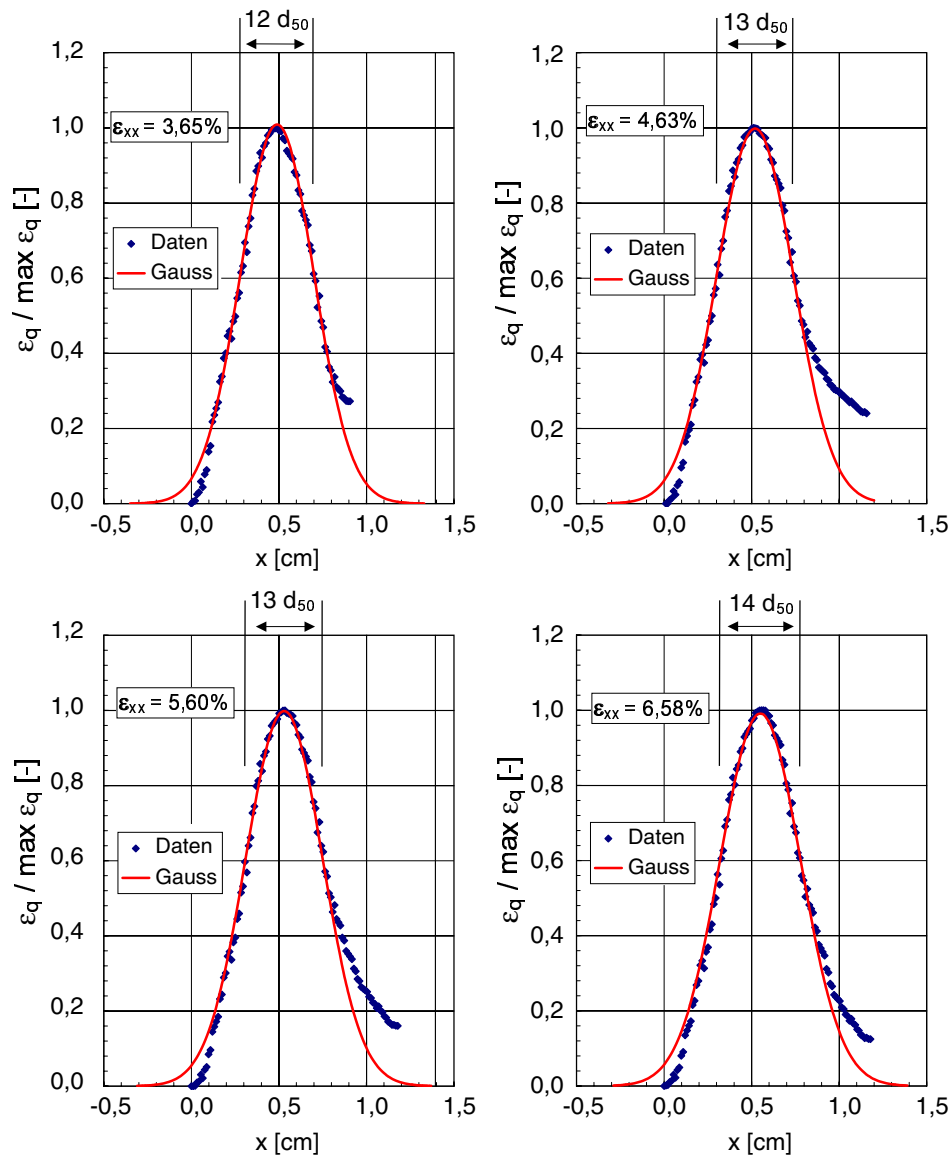 12 d50
1,2
1,0
0,8
0,6
0,4
0,2
0,0
εxx = 3,65%
Daten
Gauss
εq / max εq [-]
-0,5 0,0 0,5 1,0 1,5
x [cm]
13 d50
1,2
1,0
0,8
0,6
0,4
0,2
0,0
εxx = 4,63%
Daten
Gauss
εq / max εq [-]
-0,5 0,0 0,5 1,0 1,5
x [cm]
13 d50
1,2
1,0
0,8
0,6
0,4
0,2
0,0
εxx = 5,60%
Daten
Gauss
εq / max εq [-]
-0,5 0,0 0,5 1,0 1,5
x [cm]
14 d50
1,2
1,0
0,8
0,6
0,4
0,2
0,0
εxx = 6,58%
Daten
Gauss
εq / max εq [-]
-0,5 0,0 0,5 1,0 1,5
x [cm]